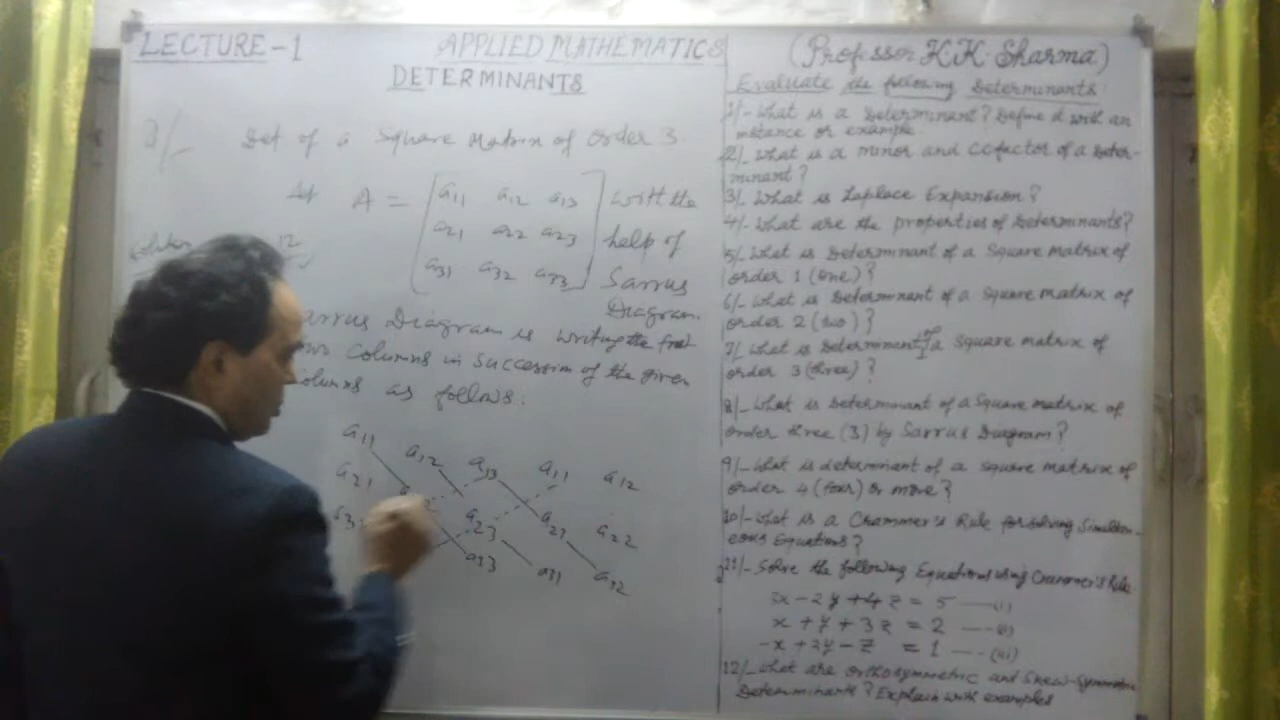 LECTURE-1
APPLIED MATHEMATICS
DETERMINANTS
Det of a Square Matrix of Order 3
A = [a11 a12 a13] with the
a21 a22 a23 help of
a31 a32 a33 Sarrus
Diagram.
Diagram is writing the first
columns in succession of the given
as follows:
a11 a12 a13 a11 a12
a21 a23 a21 a22
a33 a31 a32
(Professor K.K. Sharma)
Evaluate the following Determinants:
1/- What is a Determinant? Define it with an
instance or example.
2/- What is a minor and cofactor of a Deter-
minant?
3/- What is Laplace Expansion?
4/- What are the properties of Determinants?
5/- What is Determinant of a Square Matrix of
order 1 (one)?
6/- What is Determinant of a Square Matrix of
order 2 (two)?
7/- What is Determinant of a Square matrix of
order 3 (three)?
8/- What is Determinant of a Square Matrix of
order three (3) by Sarrus Diagram?
9/- What is determinant of a square matrix of
order 4 (four) or more?
10/- What is a Crammer's Rule for solving Simultan-
eous Equations?
11/- Solve the following Equations using Crammer's Rule
3x - 2y + 4z = 5 ---(i)
x + y + 3z = 2 ---(ii)
-x + 2y - z = 1 ---(iii)
12/- What are orthosymmetric and Skew-Symmetric
Determinants? Explain with examples